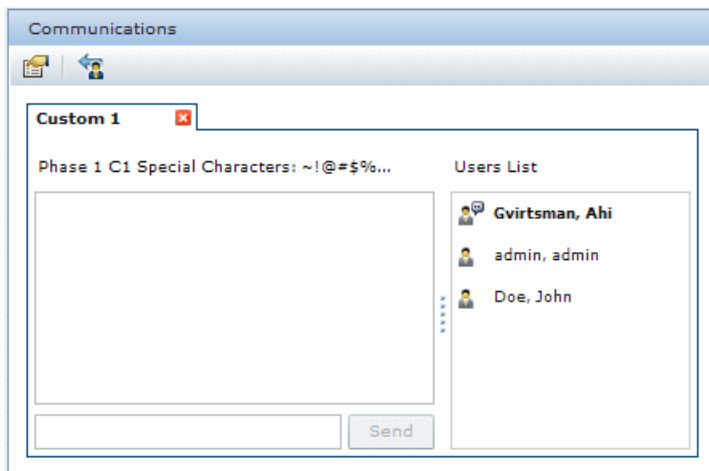 Communications
Custom 1
Phase 1 C1 Special Characters: ~!@#$%...
Users List
Gvirtsman, Ahi
admin, admin
Doe, John
Send